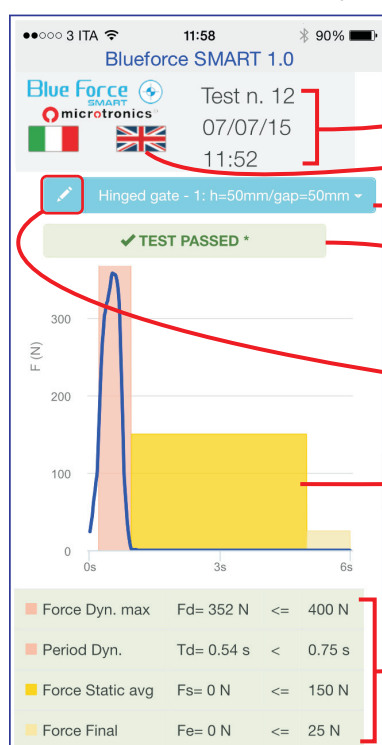 3 ITA 11:58 90%
Blueforce SMART 1.0
Blue Force
SMART
microtronics
Test n. 12
07/07/15
11:52
Hinged gate - 1: h=50mm/gap=50mm
TEST PASSED *
F (N)
300
200
100
0
0s 3s 6s
Force Dyn. max Fd= 352 N <= 400 N
Period Dyn. Td= 0.54 s < 0.75 s
Force Static avg Fs= 0 N <= 150 N
Force Final Fe= 0 N <= 25 N